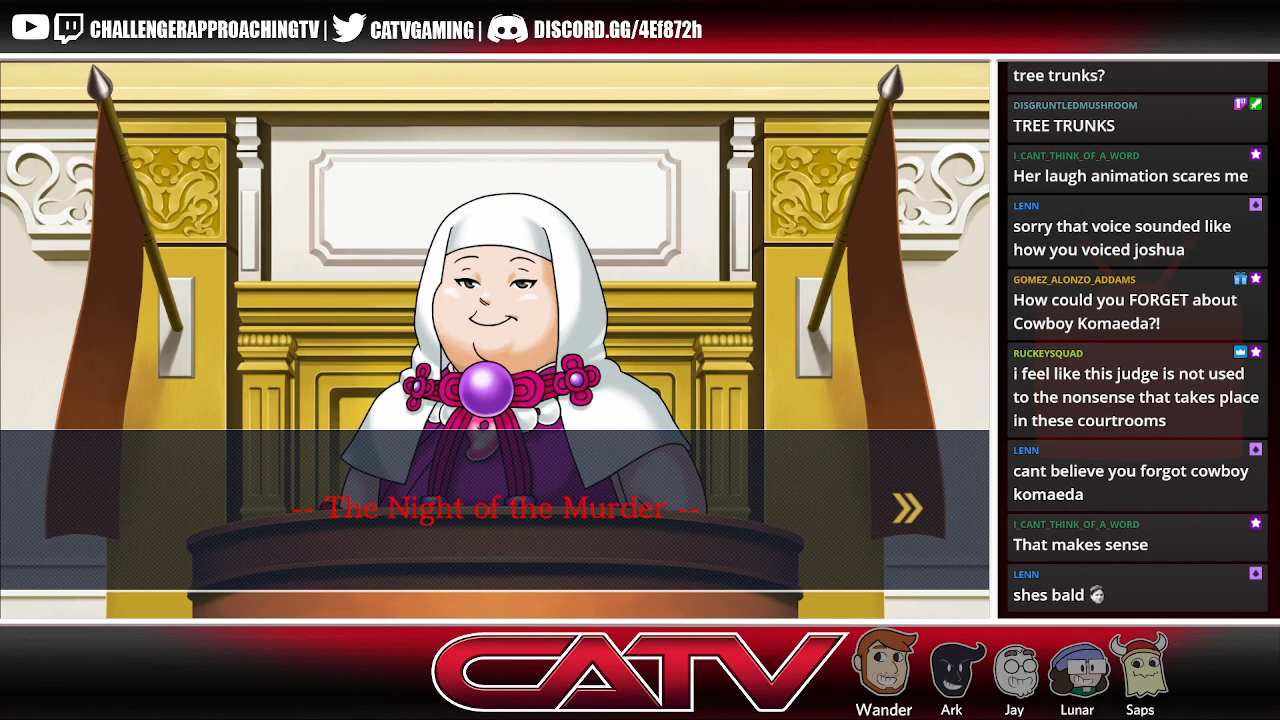 CHALLENGERAPPROACHINGTV | CATVGAMING | DISCORD.GG/4Ef872h
tree trunks?
DISGRUNTLEDMUSHROOM
TREE TRUNKS
I_CANT_THINK_OF_A_WORD
Her laugh animation scares me
LENN
sorry that voice sounded like
how you voiced joshua
GOMEZ_ALONZO_ADDAMS
How could you FORGET about
Cowboy Komaeda?!
RUCKEYSQUAD
i feel like this judge is not used
to the nonsense that takes place
in these courtrooms
LENN
cant believe you forgot cowboy
komaeda
I_CANT_THINK_OF_A_WORD
That makes sense
LENN
shes bald
-- The Night of the Murder --
CATV
Wander
Ark
Jay
Lunar
Saps